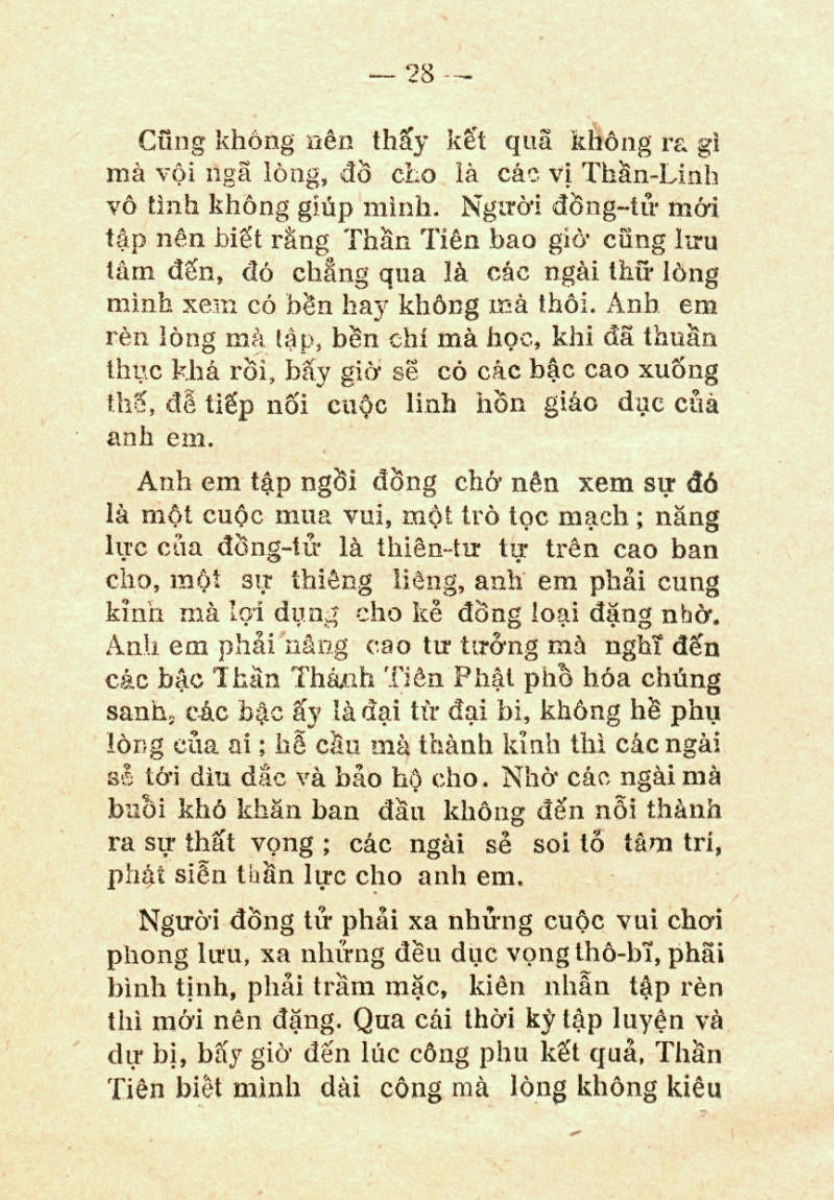 — 28 —
Cũng không nên thấy kết quã không ra gì
mà vội ngã lòng, đồ cho là các vị Thần-Linh
vô tình không giúp mình. Người đồng-tử mới
tập nên biết rằng Thần Tiên bao giờ cũng lưu
tâm đến, đó chẳng qua là các ngài thữ lòng
mình xem có bền hay không mà thôi. Anh em
rèn lòng mà tập, bền chí mà học, khi đã thuần
thục khá rồi, bấy giờ sẽ có các bậc cao xuống
thế, để tiếp nối cuộc linh hồn giáo dục của
anh em.
Anh em tập ngồi đồng chớ nên xem sự đó
là một cuộc mua vui, một trò tọc mạch ; năng
lực của đồng-tử là thiên-tư tự trên cao ban
cho, một sự thiêng liêng, anh em phải cung
kỉnh mà lợi dụng cho kẻ đồng loại đặng nhờ.
Anh em phải nâng cao tư tưởng mà nghĩ đến
các bậc Thần Thánh Tiên Phật phổ hóa chúng
sanh, các bậc ấy là đại từ đại bi, không hề phụ
lòng của ai ; hễ cầu mà thành kỉnh thì các ngài
sẻ tới dìu dắc và bảo hộ cho. Nhờ các ngài mà
buổi khó khăn ban đầu không đến nỗi thành
ra sự thất vọng ; các ngài sẻ soi tỏ tâm trí,
phát siễn thần lực cho anh em.
Người đồng tử phải xa nhửng cuộc vui chơi
phong lưu, xa nhửng đều dục vọng thô-bĩ, phãi
bình tịnh, phải trầm mặc, kiên nhẫn tập rèn
thì mới nên đặng. Qua cái thời kỳ tập luyện và
dự bị, bấy giờ đến lúc công phu kết quả, Thần
Tiên biết mình dài công mà lòng không kiêu